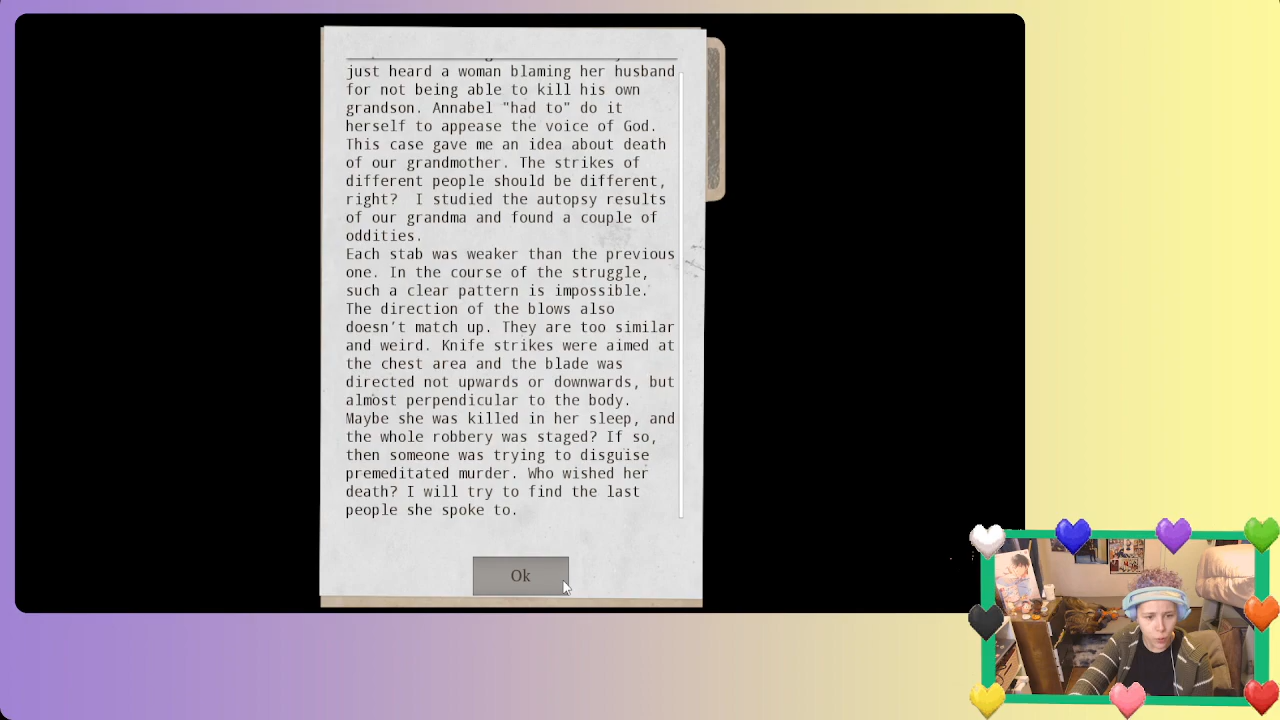 just heard a woman blaming her husband
for not being able to kill his own
grandson. Annabel "had to" do it
herself to appease the voice of God.
This case gave me an idea about death
of our grandmother. The strikes of
different people should be different,
right?  I studied the autopsy results
of our grandma and found a couple of
oddities.
Each stab was weaker than the previous
one. In the course of the struggle,
such a clear pattern is impossible.
The direction of the blows also
doesn't match up. They are too similar
and weird. Knife strikes were aimed at
the chest area and the blade was
directed not upwards or downwards, but
almost perpendicular to the body.
Maybe she was killed in her sleep, and
the whole robbery was staged? If so,
then someone was trying to disguise
premeditated murder. Who wished her
death? I will try to find the last
people she spoke to.
Ok